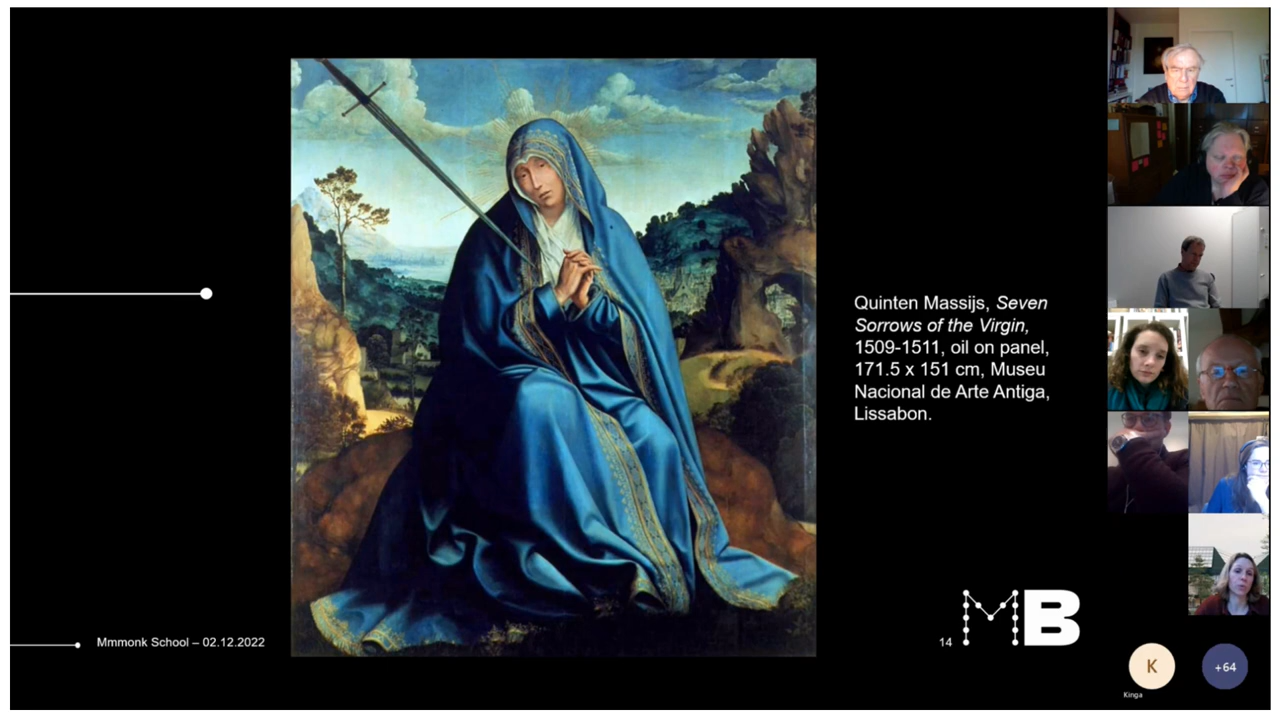 Quinten Massijs, Seven
Sorrows of the Virgin,
1509-1511, oil on panel,
171.5 x 151 cm, Museu
Nacional de Arte Antiga,
Lissabon.
Mmmonk School – 02.12.2022
14
MB
K
+64
Kinga